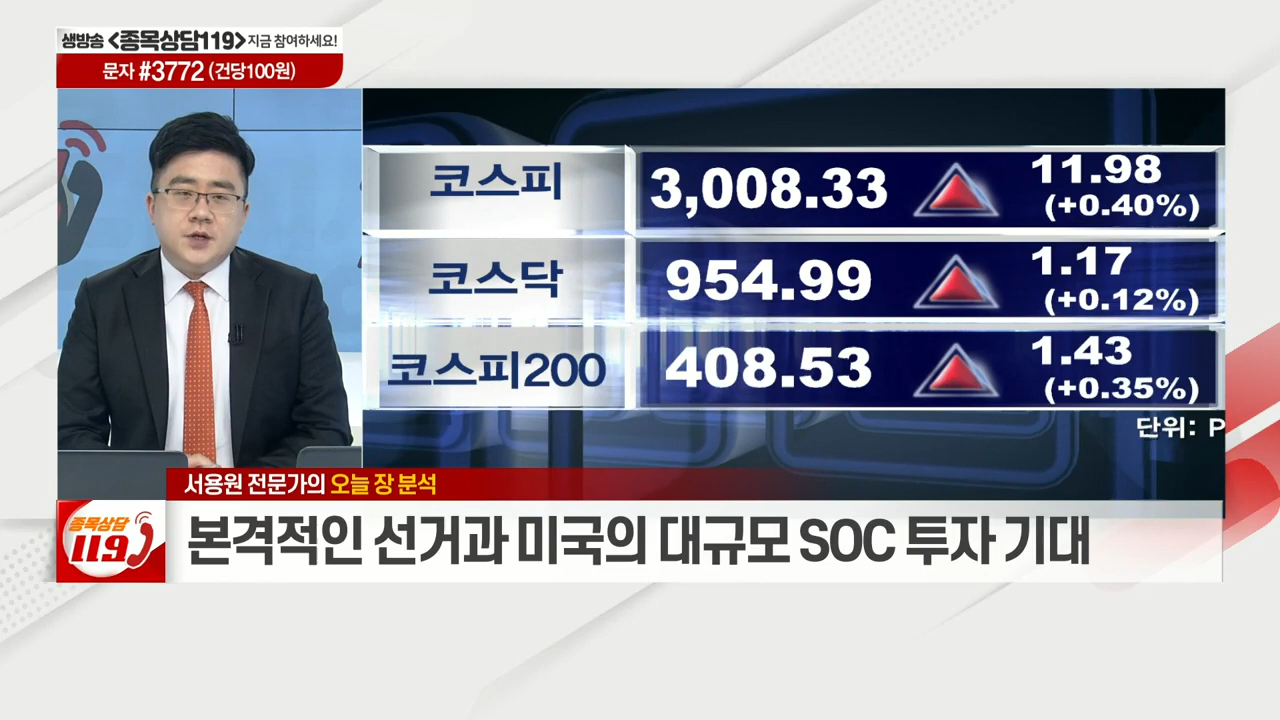 생방송 <종목상담119> 지금 참여하세요!
문자 #3772 (건당100원)
코스피 3,008.33 ▲ 11.98 (+0.40%)
코스닥 954.99 ▲ 1.17 (+0.12%)
코스피200 408.53 ▲ 1.43 (+0.35%)
단위: P
서용원 전문가의 오늘 장 분석
종목상담
119
본격적인 선거과 미국의 대규모 SOC 투자 기대